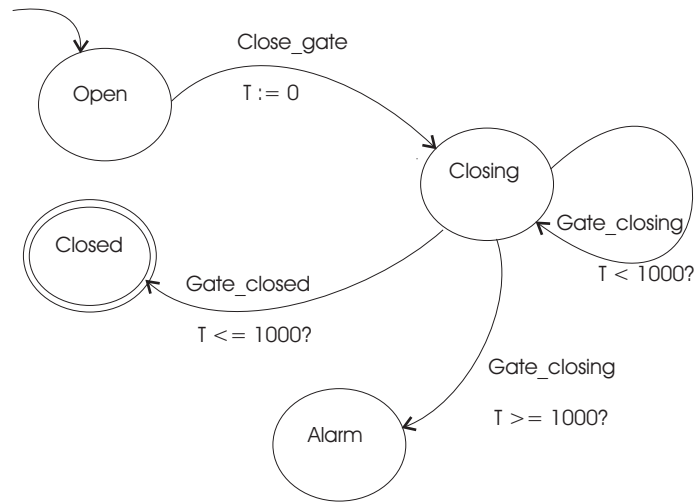 Close_gate
Open
T := 0
Closing
Gate_closing
Closed
T < 1000?
Gate_closed
T <= 1000?
Gate_closing
T >= 1000?
Alarm